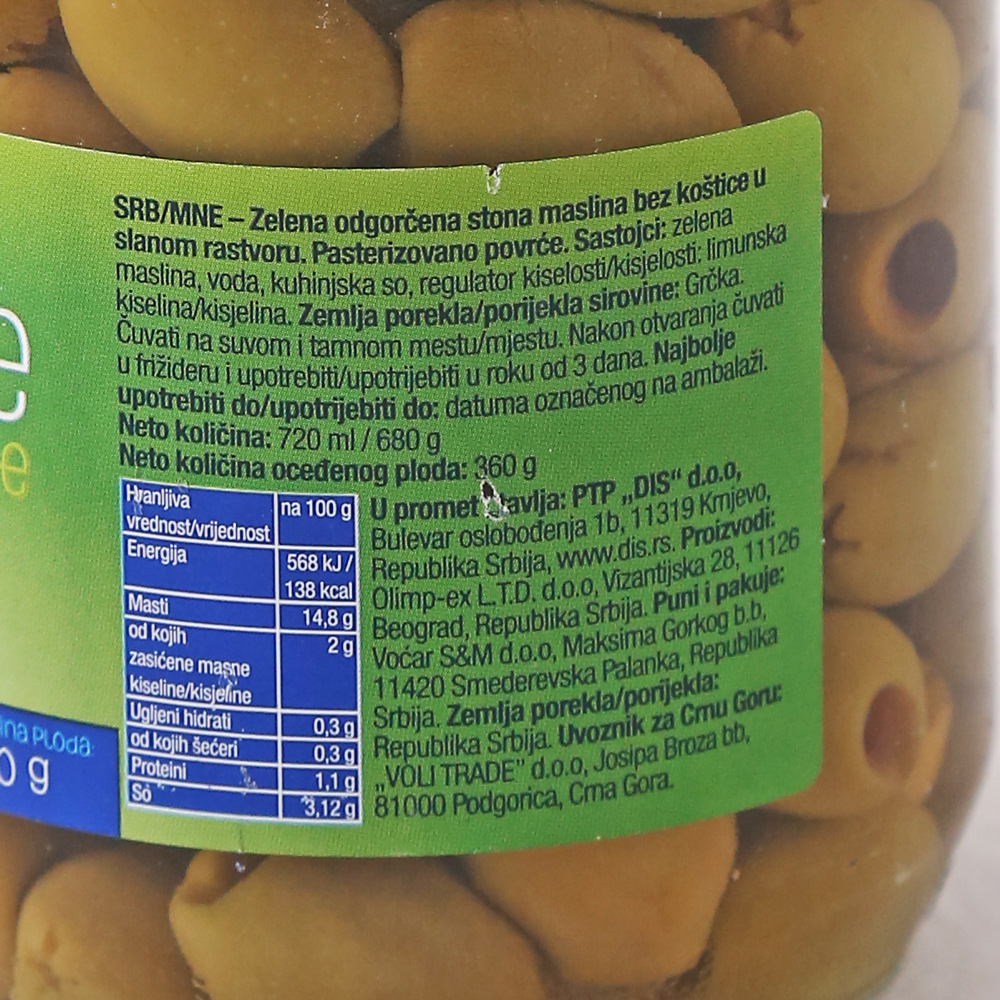 SRB/MNE – Zelena odgorčena stona maslina bez koštice u
slanom rastvoru. Pasterizovano povrće. Sastojci: zelena
maslina, voda, kuhinjska so, regulator kiselosti/kisjelosti: limunska
kiselina/kisjelina. Zemlja porekla/porijekla sirovine: Grčka.
Čuvati na suvom i tamnom mestu/mjestu. Nakon otvaranja čuvati
u frižideru i upotrebiti/upotrijebiti u roku od 3 dana. Najbolje
upotrebiti do/upotrijebiti do: datuma označenog na ambalaži.
Neto količina: 720 ml / 680 g
Neto količina oceđenog ploda: 360 g
Hranljiva
vrednost/vrijednost na 100 g
Energija 568 kJ /
138 kcal
Masti 14,8 g
od kojih 2 g
zasićene masne
kiseline/kisjeline
Ugljeni hidrati 0,3 g
od kojih šećeri 0,3 g
Proteini 1,1 g
So 3,12 g
U promet avlja: PTP „DIS“ d.o.o,
Bulevar oslobođenja 1b, 11319 Krnjevo,
Republika Srbija, www.dis.rs. Proizvodi:
Olimp-ex L.T.D. d.o.o, Vizantijska 28, 11126
Beograd, Republika Srbija. Puni i pakuje:
Voćar S&M d.o.o, Maksima Gorkog b.b,
11420 Smederevska Palanka, Republika
Srbija. Zemlja porekla/porijekla:
Republika Srbija. Uvoznik za Crnu Goru:
„VOLI TRADE” d.o.o, Josipa Broza bb,
81000 Podgorica, Crna Gora.
e
e
PLODA:
0 g